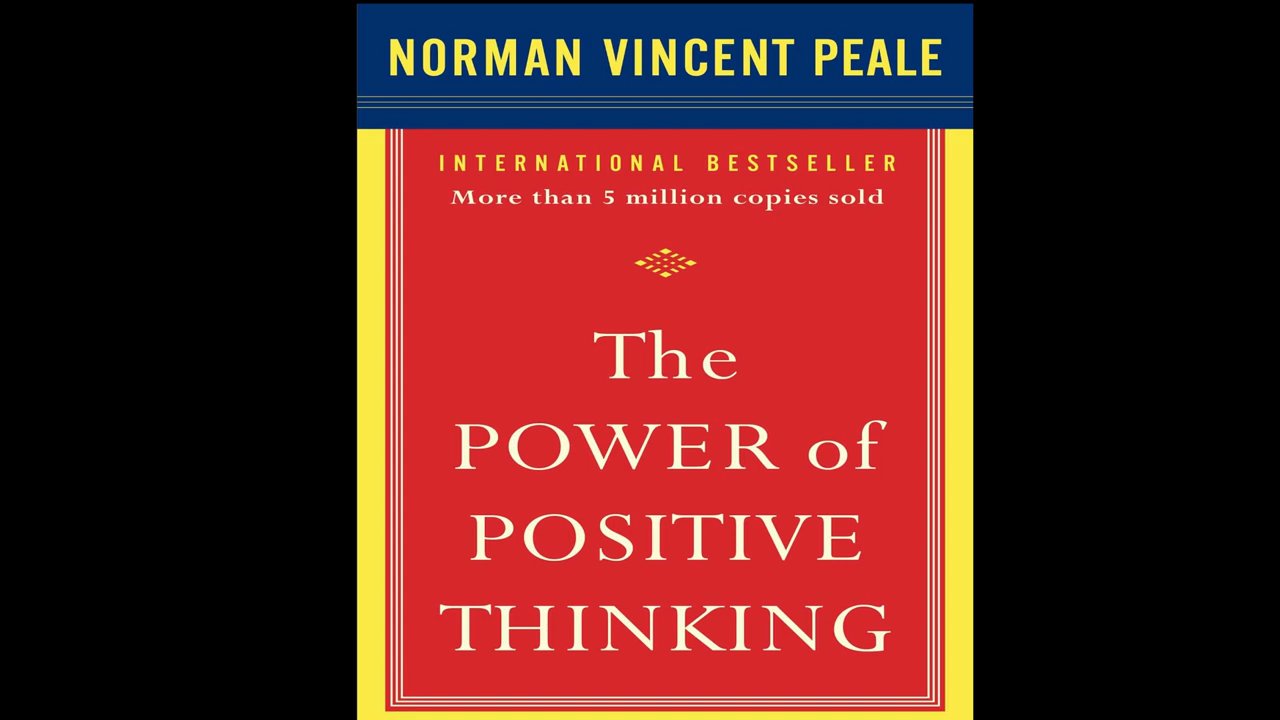 NORMAN VINCENT PEALE
INTERNATIONAL BESTSELLER
More than 5 million copies sold
The
POWER of
POSITIVE
THINKING